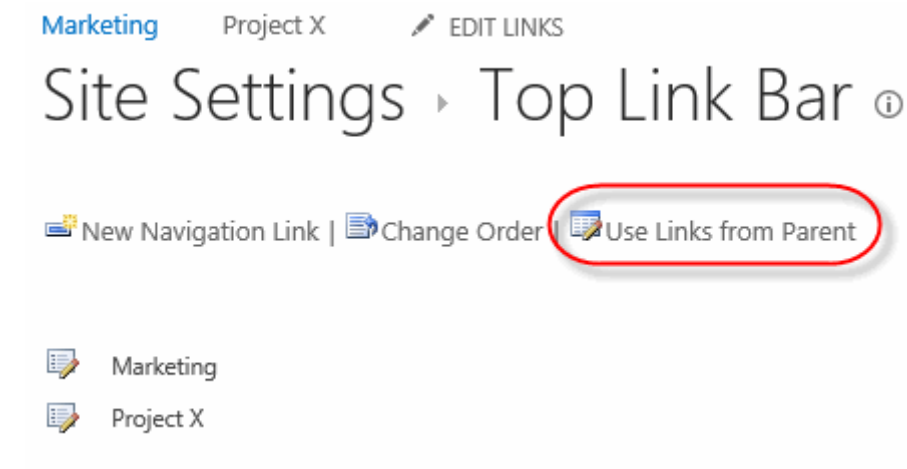 Marketing Project X EDIT LINKS
Site Settings ▸ Top Link Bar ⓘ
New Navigation Link | Change Order | Use Links from Parent
Marketing
Project X